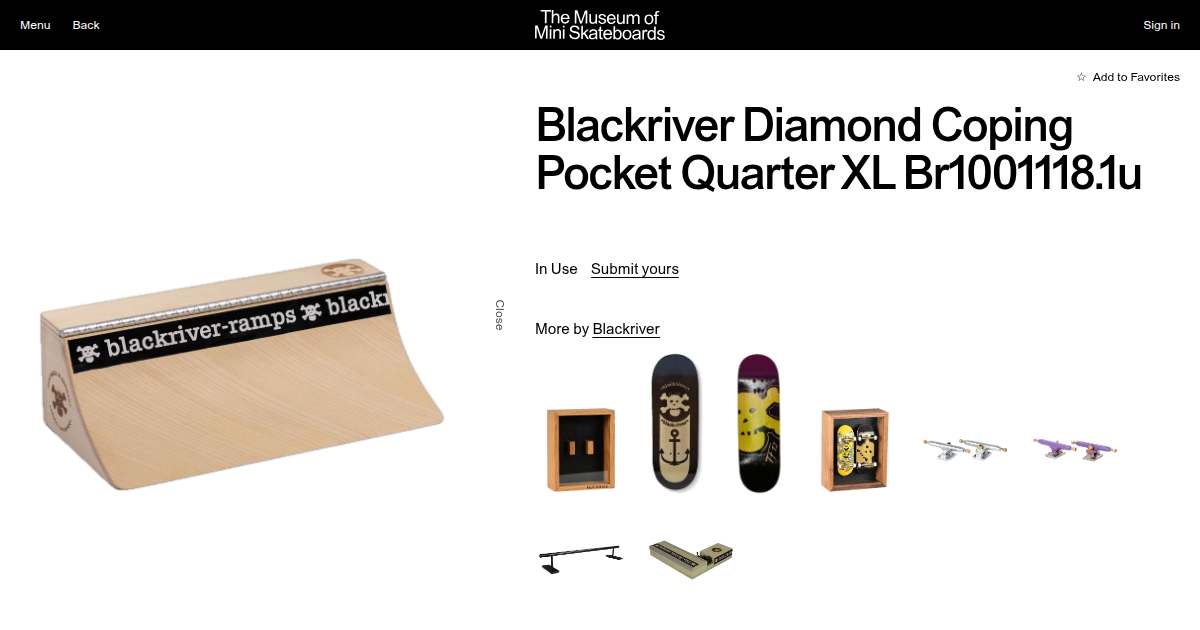 Menu
Back
The Museum of
Mini Skateboards
Sign in
☆ Add to Favorites
Blackriver Diamond Coping
Pocket Quarter XL Br1001118.1u
In Use
Submit yours
Close
More by Blackriver
blackriver-ramps